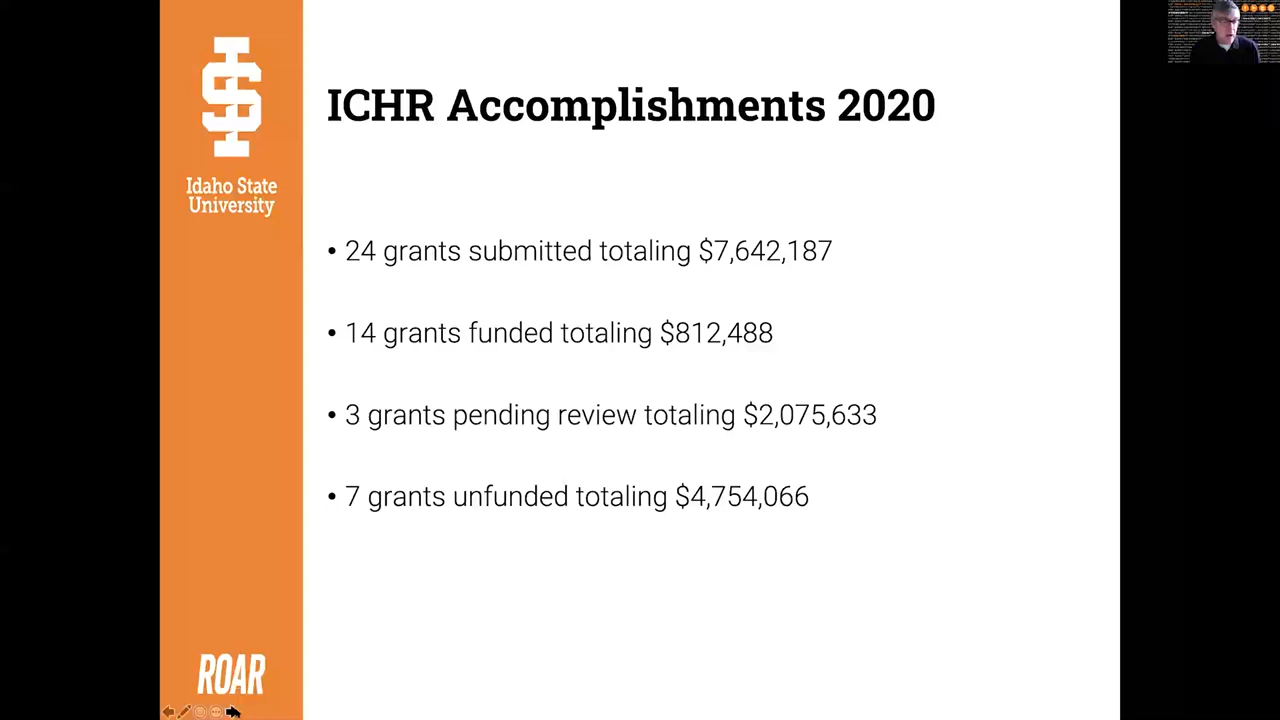 Idaho State
University
ICHR Accomplishments 2020
• 24 grants submitted totaling $7,642,187
• 14 grants funded totaling $812,488
• 3 grants pending review totaling $2,075,633
• 7 grants unfunded totaling $4,754,066
ROAR